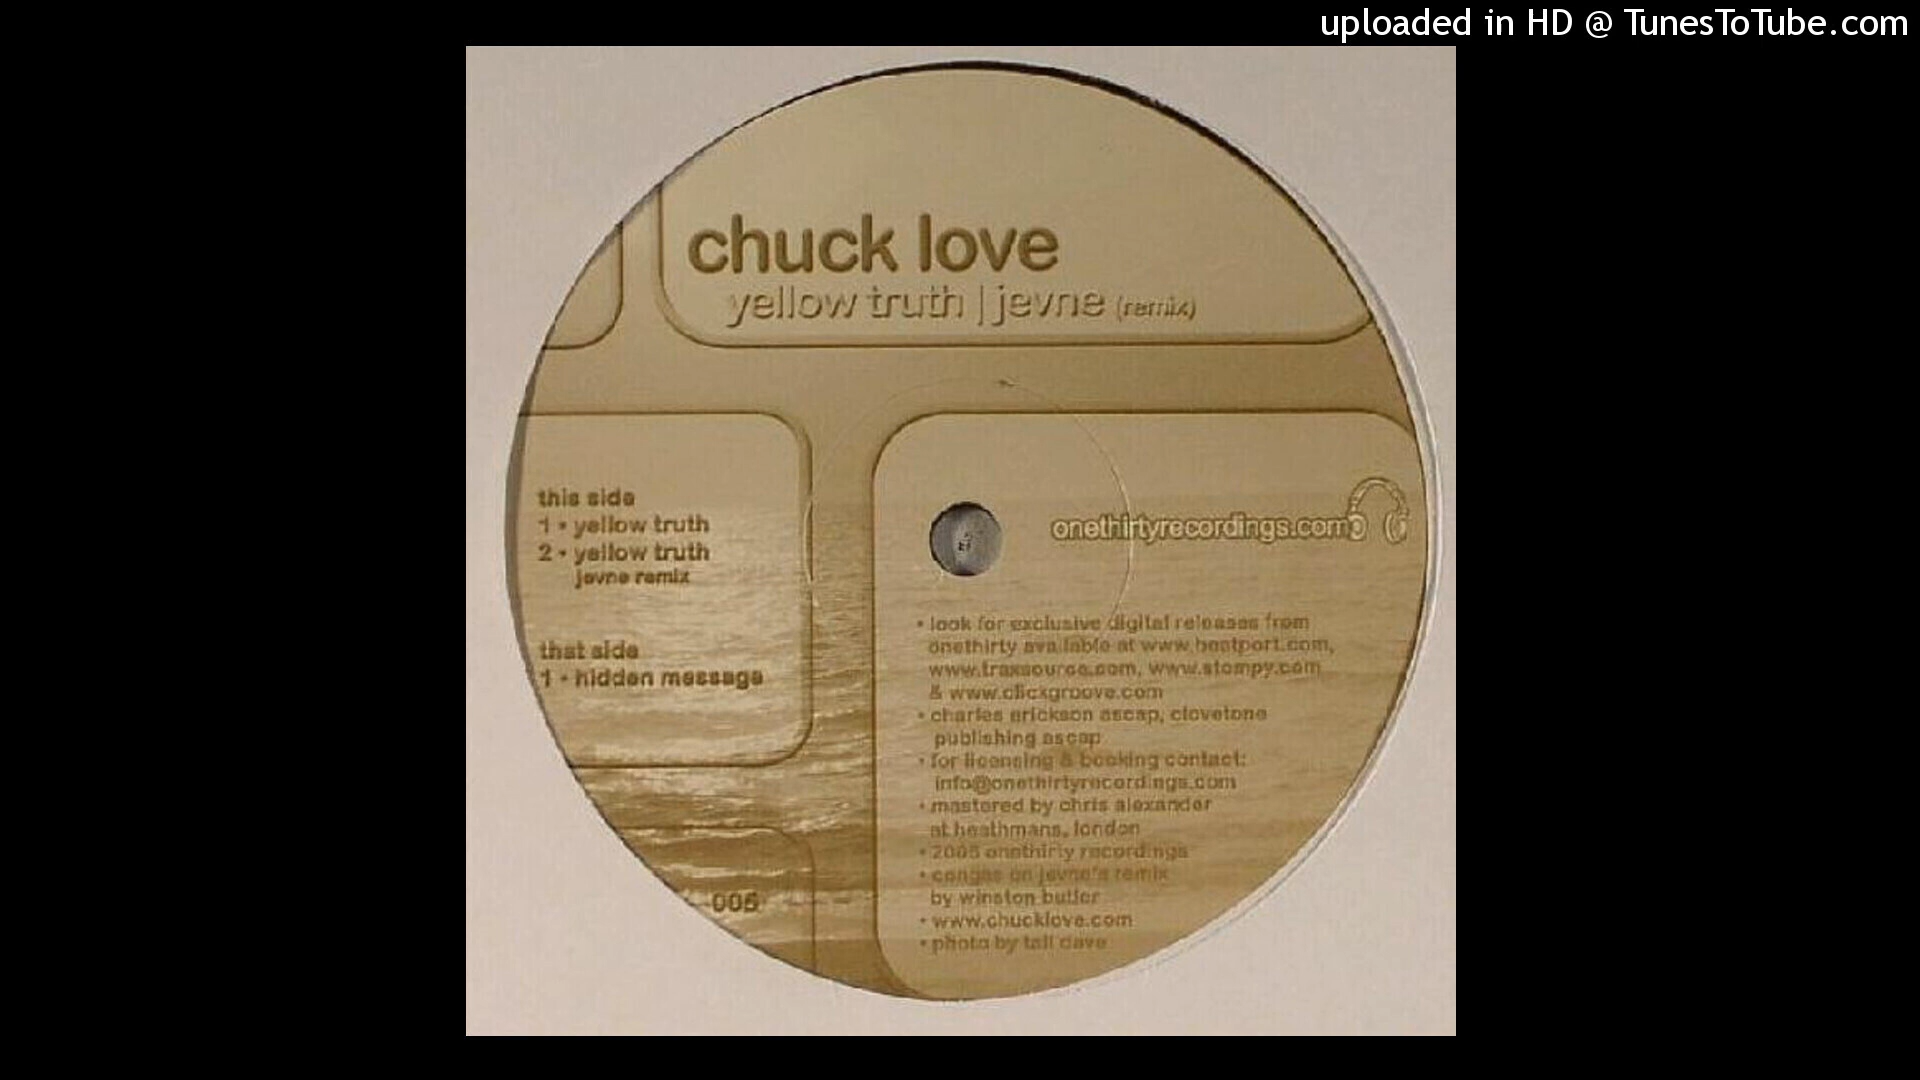 uploaded in HD @ TunesToTube.com
chuck love
yellow truth | jevne (remix)
this side
1 • yellow truth
2 • yellow truth
jevne remix
that side
1 • hidden message
006
onethirtyrecordings.com
• look for exclusive digital releases from
onethirty available at www.beatport.com,
www.traxsource.com, www.stompy.com
& www.clickgroove.com
• charles erickson ascap, clovetone
publishing ascap
• for licensing & booking contact:
info@onethirtyrecordings.com
• mastered by chris alexander
at heathmans, london
• onethirty recordings
• congas on jevne's remix
by winston butler
• www.chucklove.com
• photo by tall dave